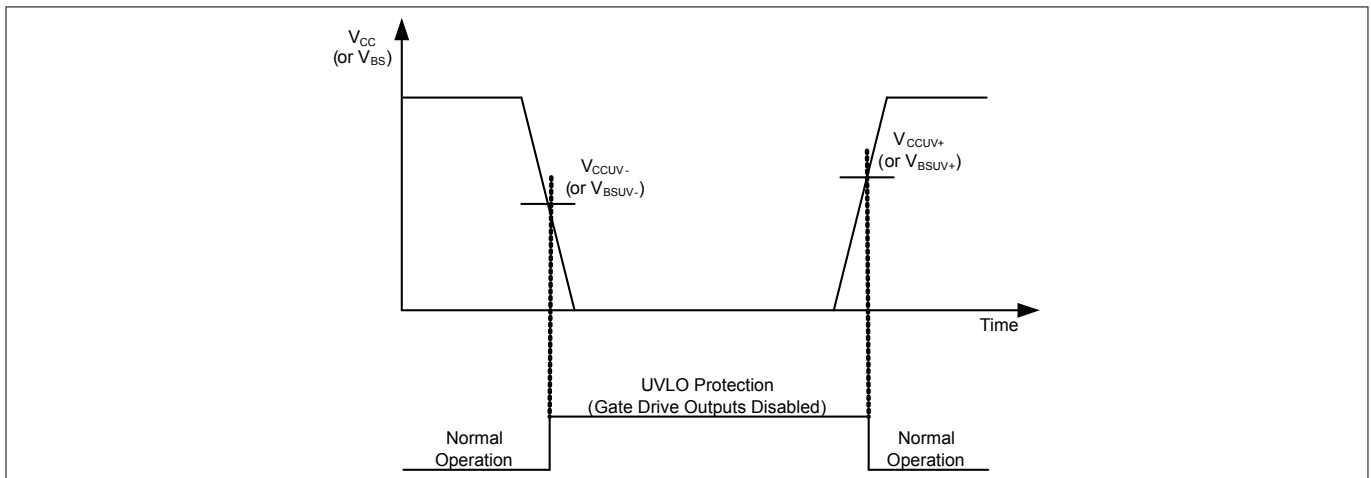 VCC
(or VBS)
VCCUV-
(or VBSUV-)
VCCUV+
(or VBSUV+)
Time
UVLO Protection
(Gate Drive Outputs Disabled)
Normal
Operation
Normal
Operation